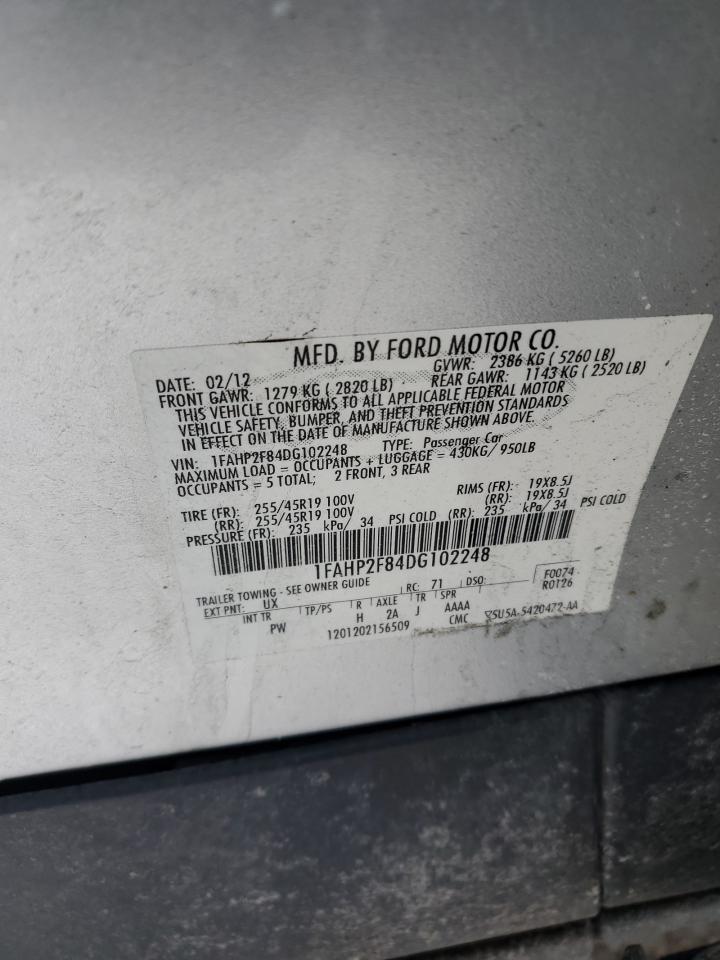 MFD. BY FORD MOTOR CO.
DATE: 02/12 GVWR: 2386 KG ( 5260 LB)
FRONT GAWR: 1279 KG ( 2820 LB) REAR GAWR: 1143 KG ( 2520 LB)
THIS VEHICLE CONFORMS TO ALL APPLICABLE FEDERAL MOTOR
VEHICLE SAFETY, BUMPER, AND THEFT PREVENTION STANDARDS
IN EFFECT ON THE DATE OF MANUFACTURE SHOWN ABOVE.
VIN: 1FAHP2F84DG102248 TYPE: Passenger Car
MAXIMUM LOAD = OCCUPANTS + LUGGAGE = 430KG/ 950LB
OCCUPANTS = 5 TOTAL; 2 FRONT, 3 REAR
TIRE (FR): 255/45R19 100V RIMS (FR): 19X8.5J
(RR): 255/45R19 100V (RR): 19X8.5J
PRESSURE (FR): 235 kPa/ 34 PSI COLD (RR): 235 kPa/ 34 PSI COLD
1FAHP2F84DG102248
TRAILER TOWING - SEE OWNER GUIDE
EXT PNT: UX RC: 71 DSO: F0074
R0126
INT TR TP/PS R AXLE TR SPR
PW H 2A J AAAA
1201202156509 CMC 5U5A-5420472-AA